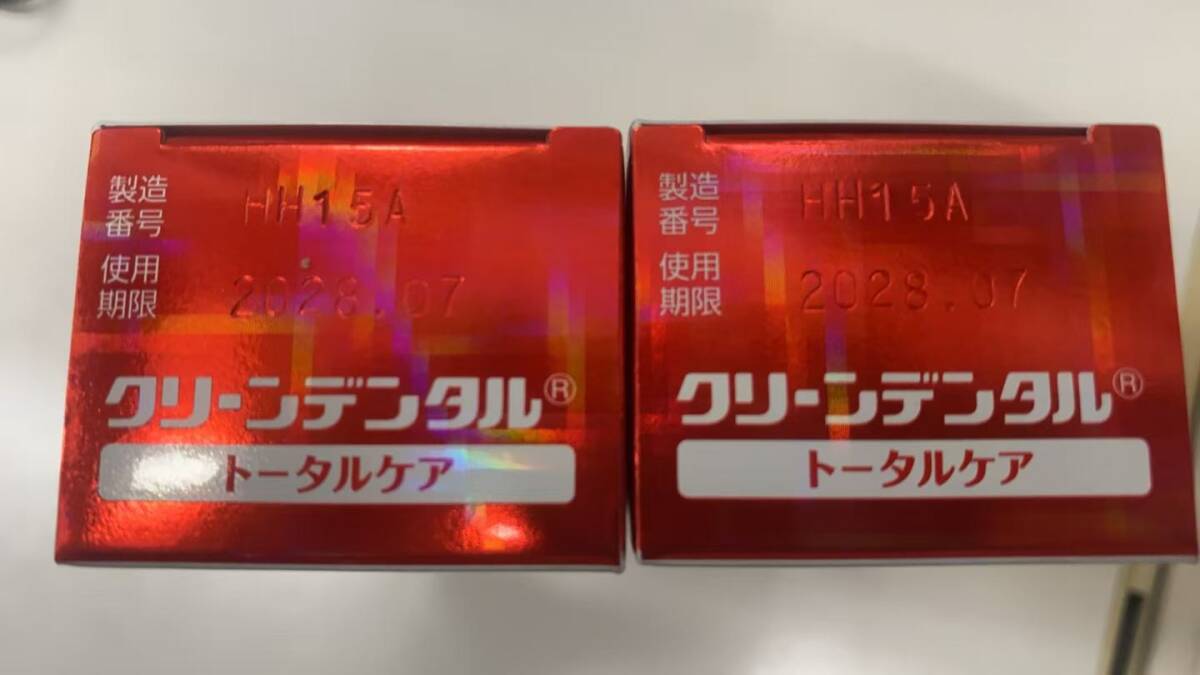 製造
番号
HH15A
使用
期限
2028.07
クリーンデンタル®
トータルケア
製造
番号
HH15A
使用
期限
2028.07
クリーンデンタル®
トータルケア